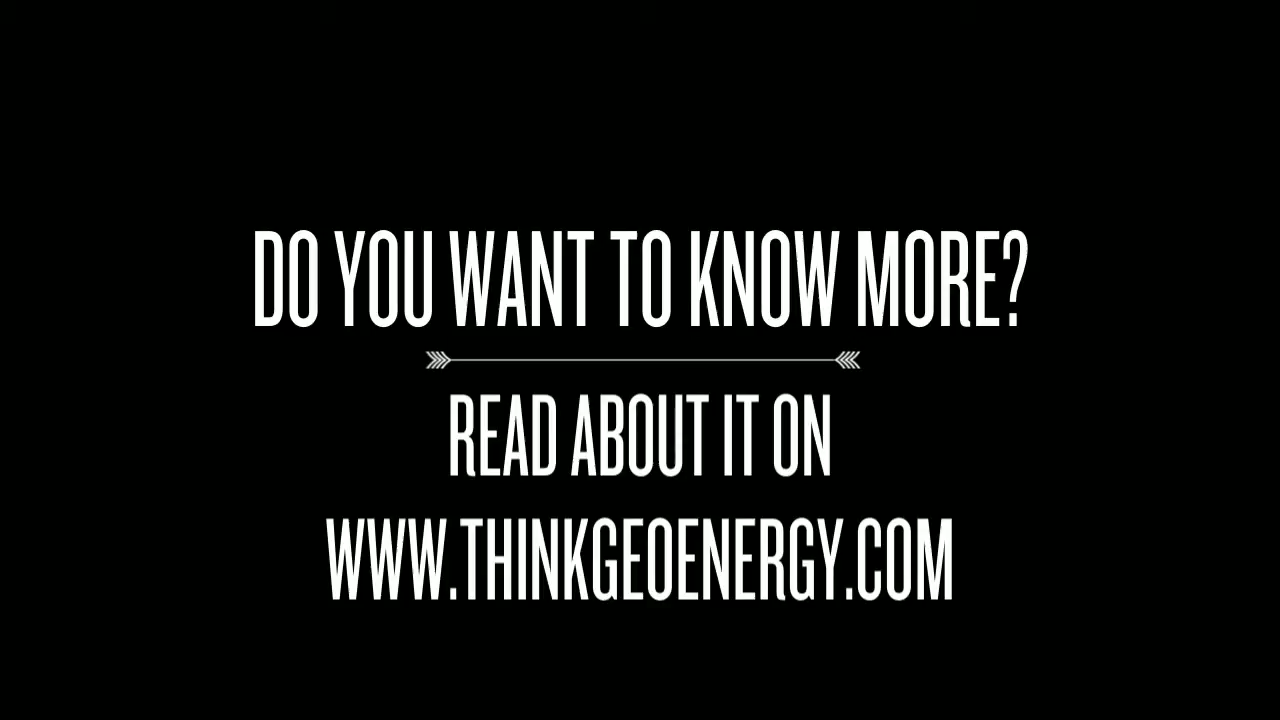 DO YOU WANT TO KNOW MORE?
READ ABOUT IT ON
WWW.THINKGEOENERGY.COM